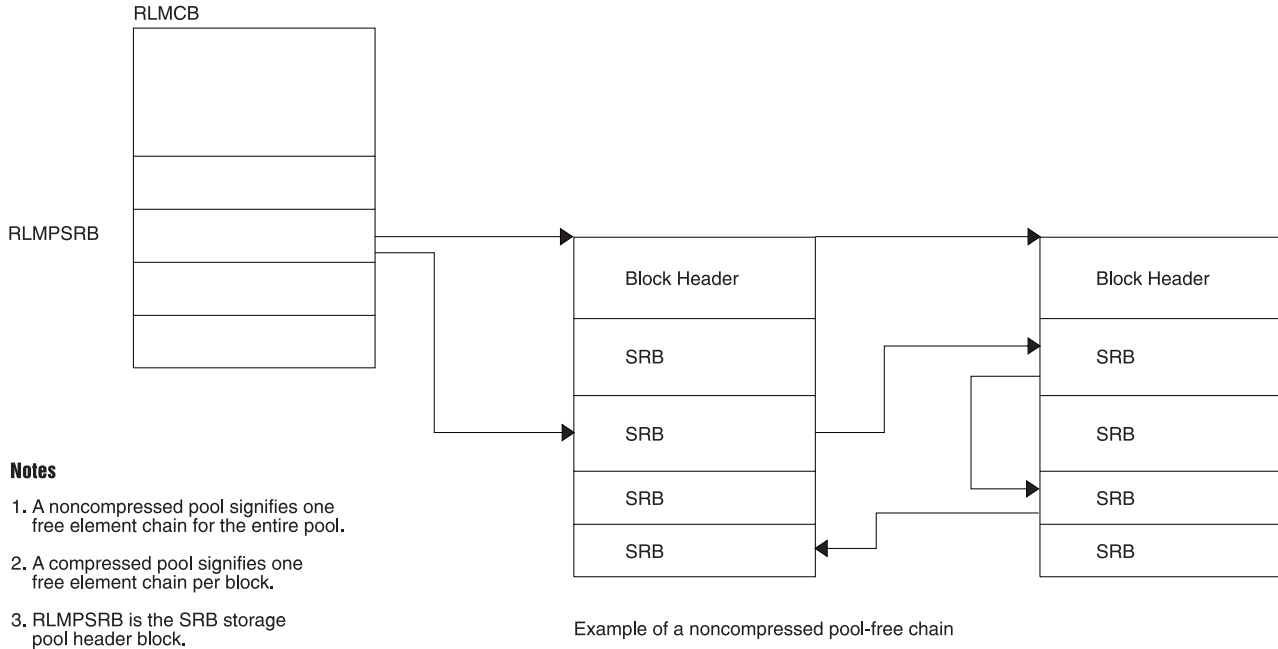 RLMCB
RLMPSRB
Block Header
SRB
SRB
SRB
SRB
Block Header
SRB
SRB
SRB
SRB
Notes
1. A noncompressed pool signifies one
free element chain for the entire pool.
2. A compressed pool signifies one
free element chain per block.
3. RLMPSRB is the SRB storage
pool header block.
Example of a noncompressed pool-free chain